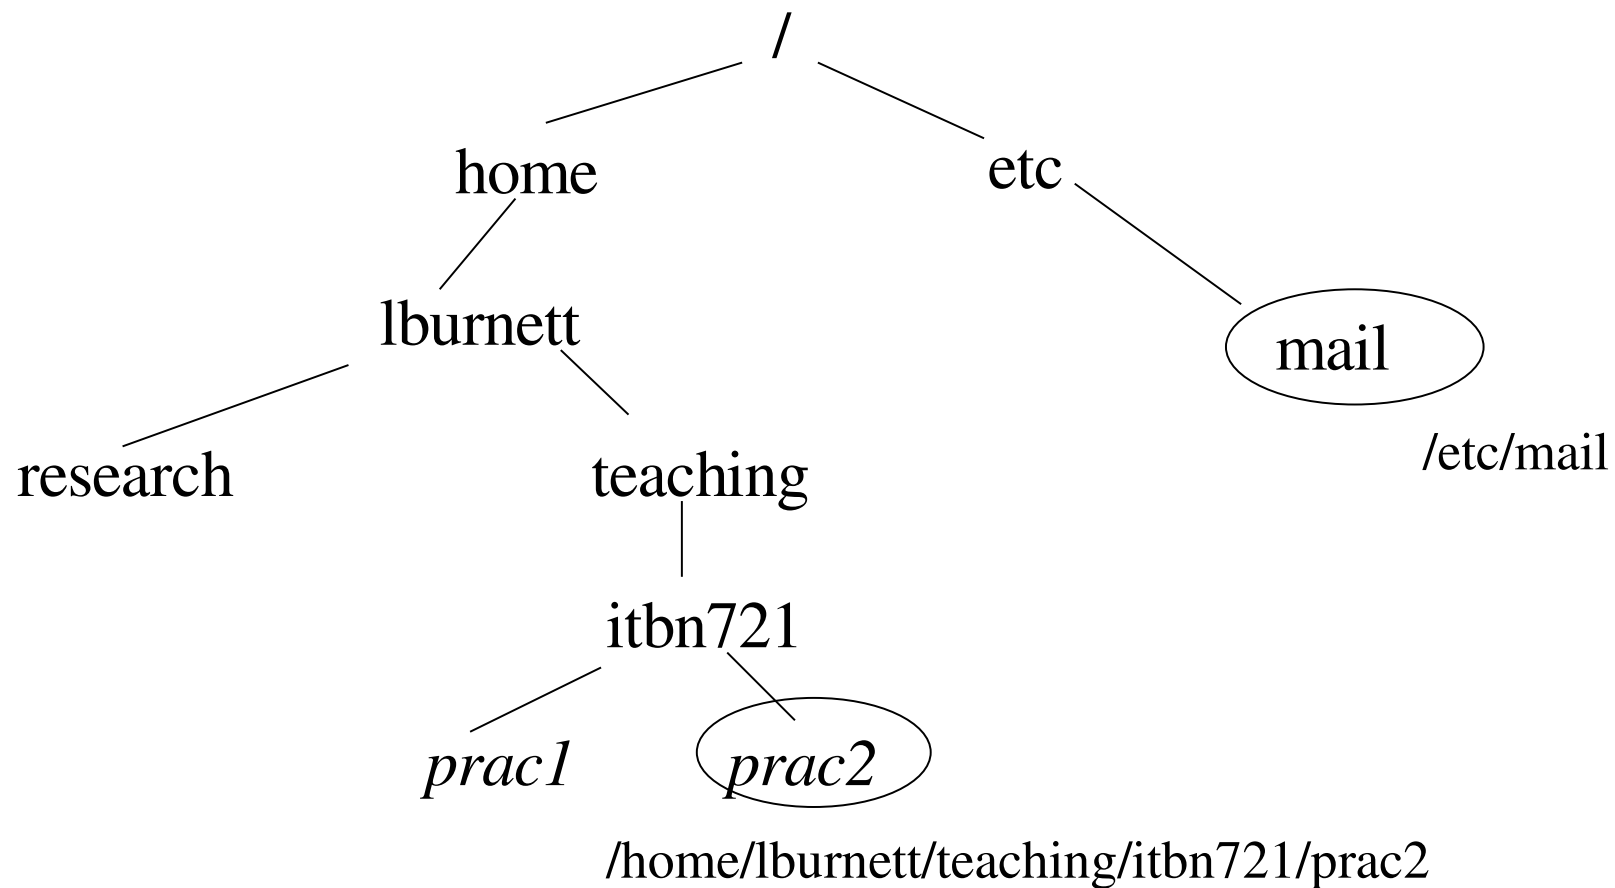 /
home etc
lburnett mail
/etc/mail
research teaching
itbn721
prac1 prac2
/home/lburnett/teaching/itbn721/prac2